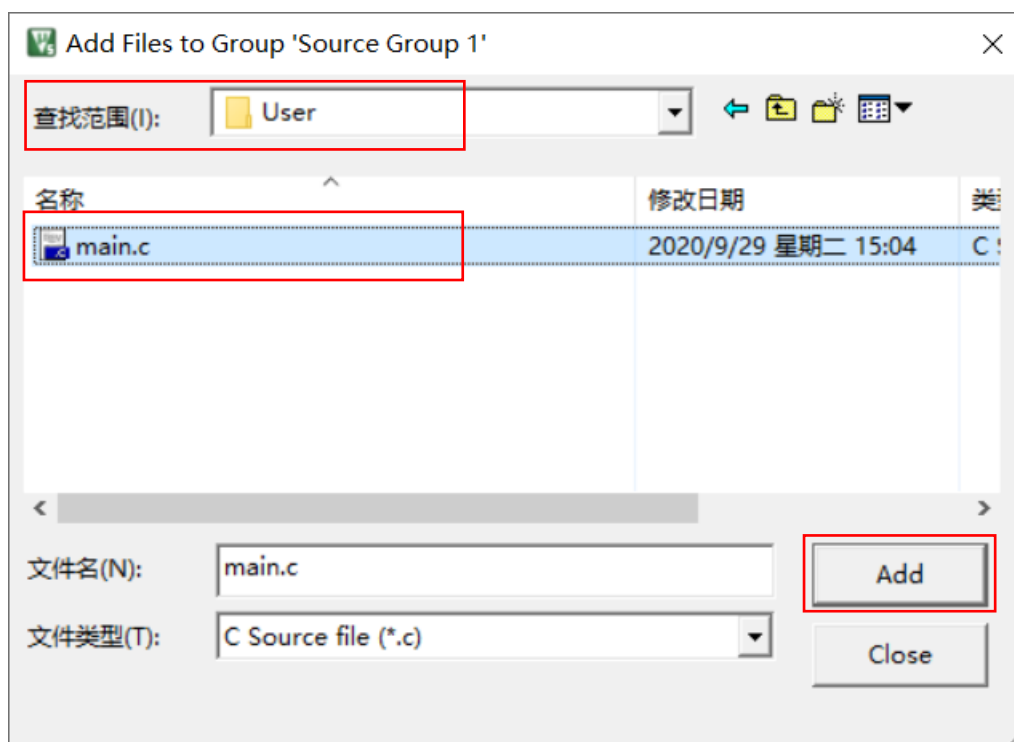 Add Files to Group 'Source Group 1'
查找范围(I): User
名称 修改日期 类型
main.c 2020/9/29 星期二 15:04 C
文件名(N): main.c
Add
文件类型(T): C Source file (*.c)
Close